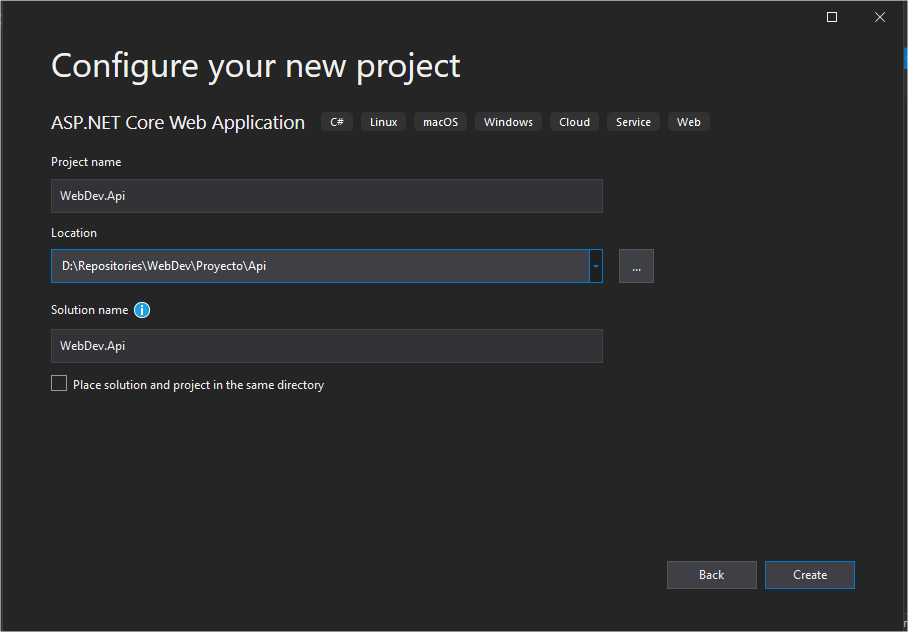 Configure your new project
ASP.NET Core Web Application C# Linux macOS Windows Cloud Service Web
Project name
WebDev.Api
Location
D:\Repositories\WebDev\Proyecto\Api
...
Solution name
WebDev.Api
Place solution and project in the same directory
Back Create